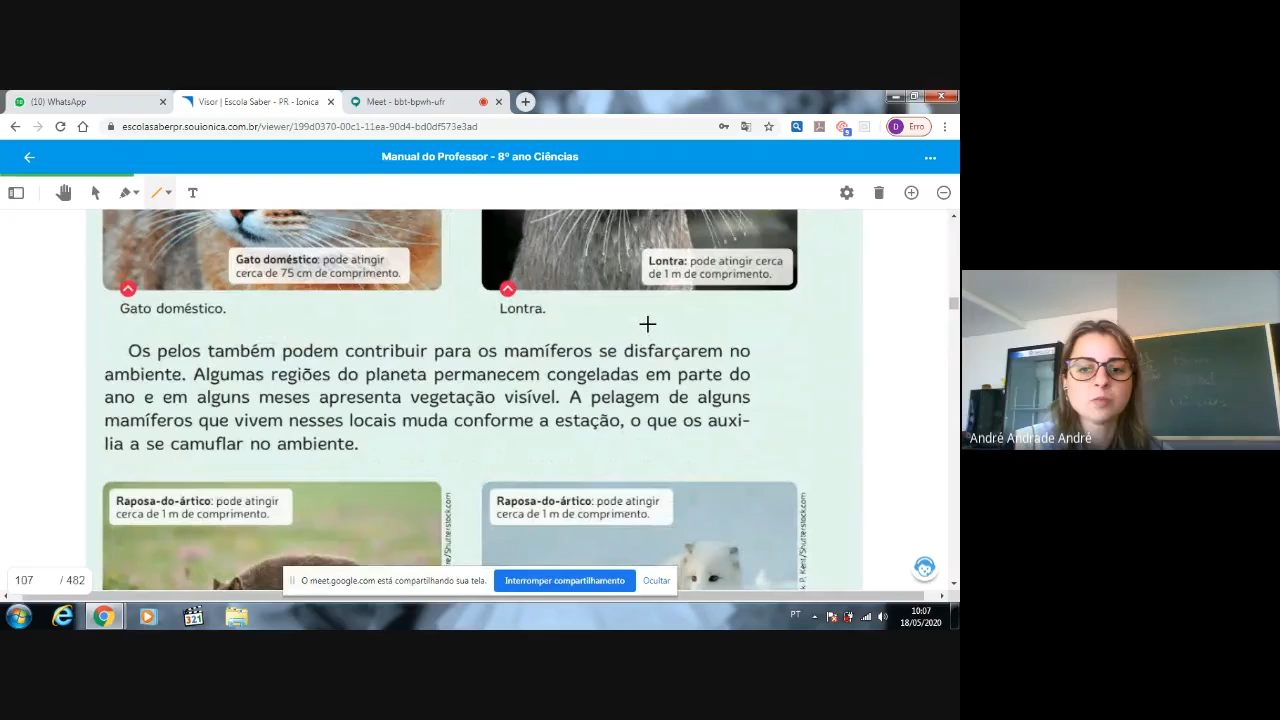 (10) WhatsApp
Visor | Escola Saber - PR - Ionica
Meet - bbt-bpwh-ufr
escolasaberpr.souionica.com.br/viewer/199d0370-00c1-11ea-90d4-bd0df573e3ad
D Erro
Manual do Professor - 8º ano Ciências
T
Gato doméstico: pode atingir
cerca de 75 cm de comprimento.
Lontra: pode atingir cerca
de 1 m de comprimento.
Gato doméstico.
Lontra.
Os pelos também podem contribuir para os mamíferos se disfarçarem no
ambiente. Algumas regiões do planeta permanecem congeladas em parte do
ano e em alguns meses apresenta vegetação visível. A pelagem de alguns
mamíferos que vivem nesses locais muda conforme a estação, o que os auxi-
lia a se camuflar no ambiente.
Raposa-do-ártico: pode atingir
cerca de 1 m de comprimento.
Raposa-do-ártico: pode atingir
cerca de 1 m de comprimento.
/Shutterstock.com
P. Kent/Shutterstock.com
107 / 482
O meet.google.com está compartilhando sua tela.
Interromper compartilhamento
Ocultar
321
PT
10:07
18/05/2020
André Andrade André